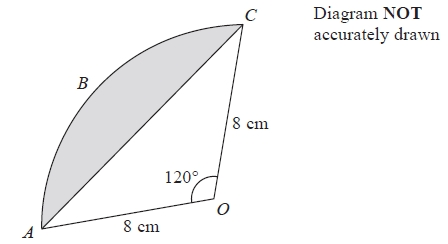 C
Diagram NOT
accurately drawn
B
8 cm
120°
O
8 cm
A